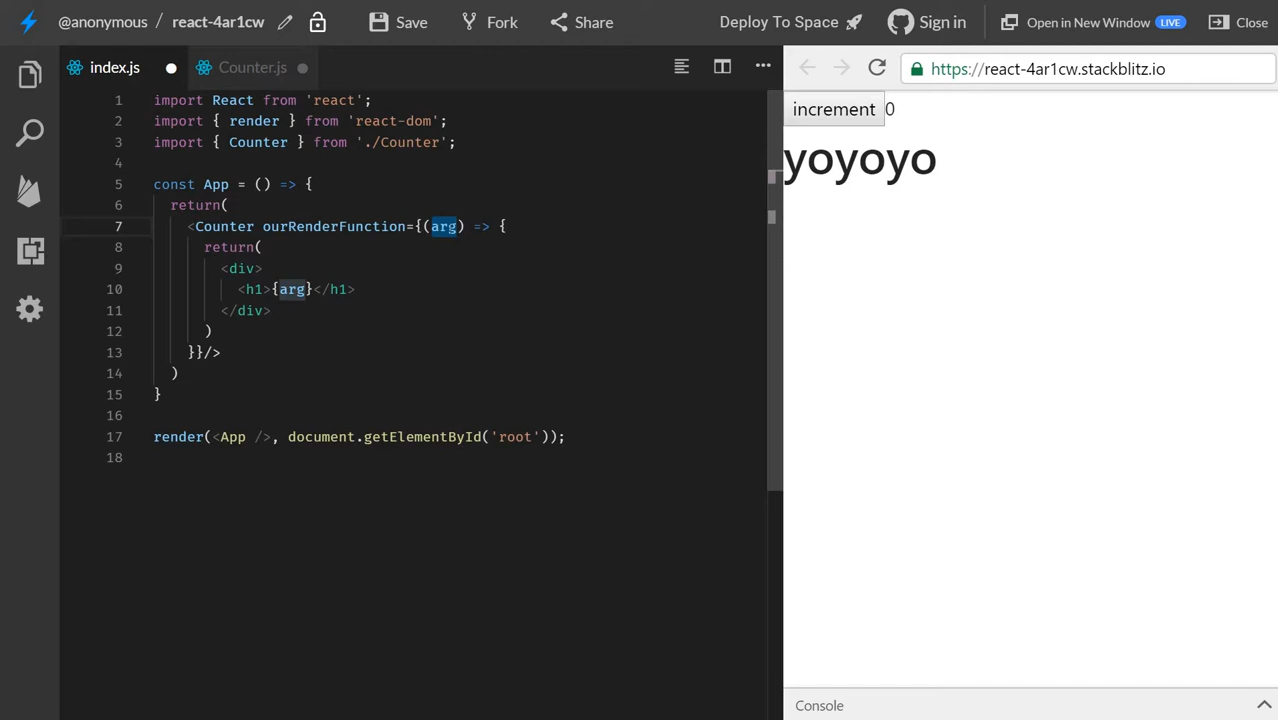 @anonymous / react-4ar1cw Save Fork Share Deploy To Space Sign in Open in New Window LIVE Close
index.js Counter.js
https://react-4ar1cw.stackblitz.io
1 import React from 'react';
2 import { render } from 'react-dom';
3 import { Counter } from './Counter';
4
5 const App = () => {
6 return(
7 <Counter ourRenderFunction={(arg) => {
8 return(
9 <div>
10 <h1>{arg}</h1>
11 </div>
12 )
13 }}/>
14 )
15 }
16
17 render(<App />, document.getElementById('root'));
18
increment 0
yoyoyo
Console